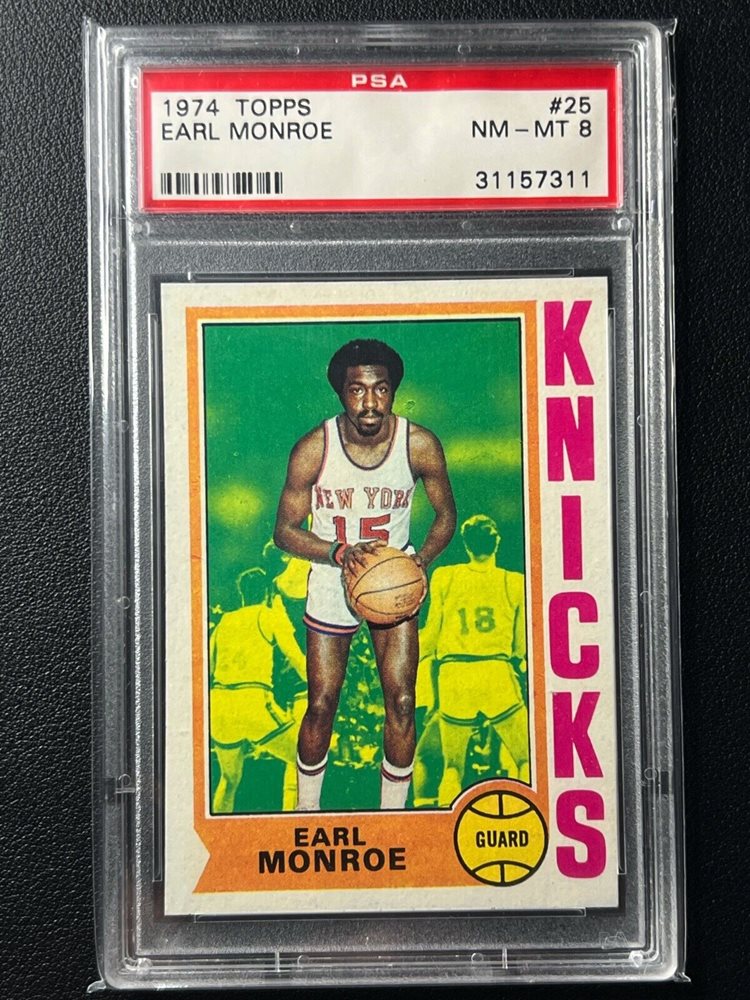 PSA
1974 TOPPS #25
EARL MONROE NM-MT 8
31157311
KNICKS
NEW YORK
15
18
EARL
MONROE
GUARD